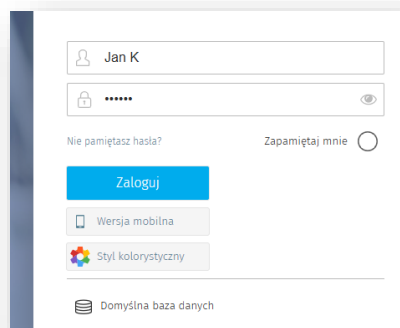 Jan K
••••••
Nie pamiętasz hasła? Zapamiętaj mnie
Zaloguj
Wersja mobilna
Styl kolorystyczny
Domyślna baza danych